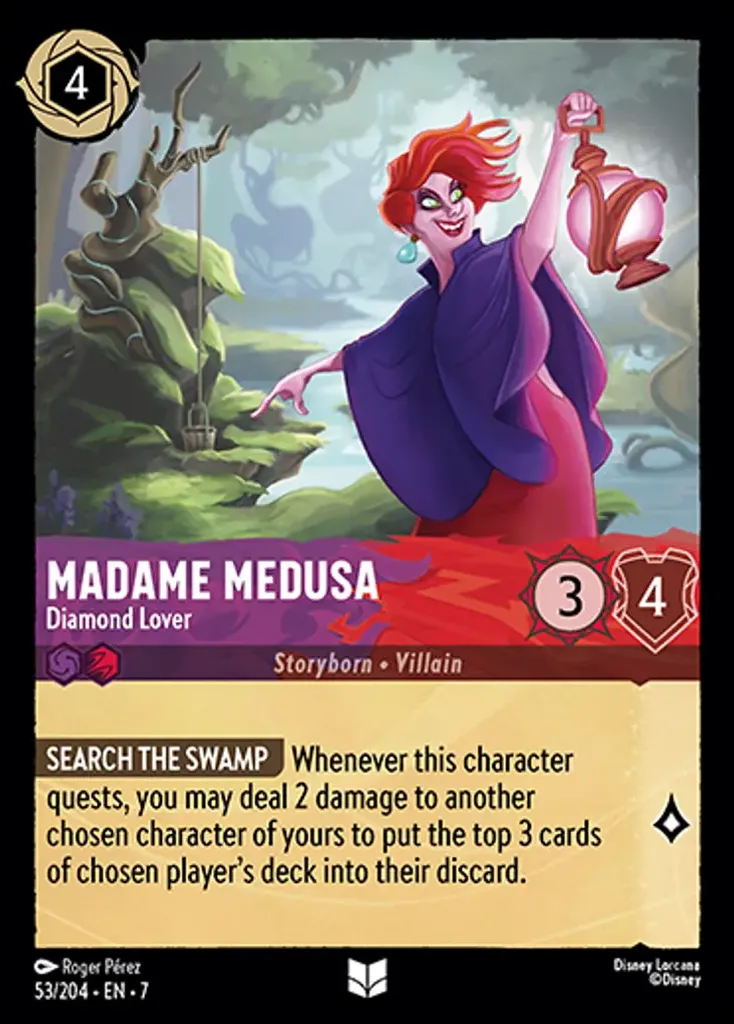 4
MADAME MEDUSA
Diamond Lover
3
4
Storyborn • Villain
SEARCH THE SWAMP Whenever this character
quests, you may deal 2 damage to another
chosen character of yours to put the top 3 cards
of chosen player's deck into their discard.
Roger Pérez
53/204 • EN • 7
Disney Lorcana
©Disney